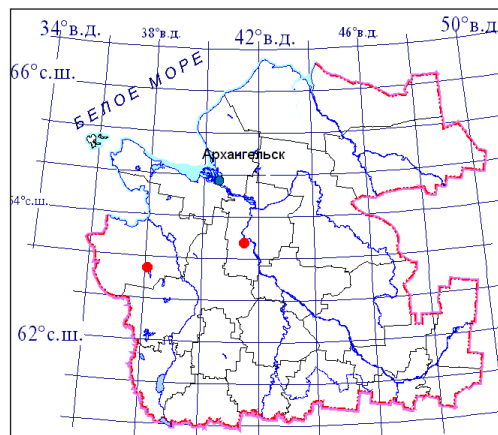 34°в.д.
38°в.д.
42°в.д.
46°в.д.
50°в.д.
66°с.ш.
БЕЛОЕ МОРЕ
Архангельск
64°с.ш.
62°с.ш.